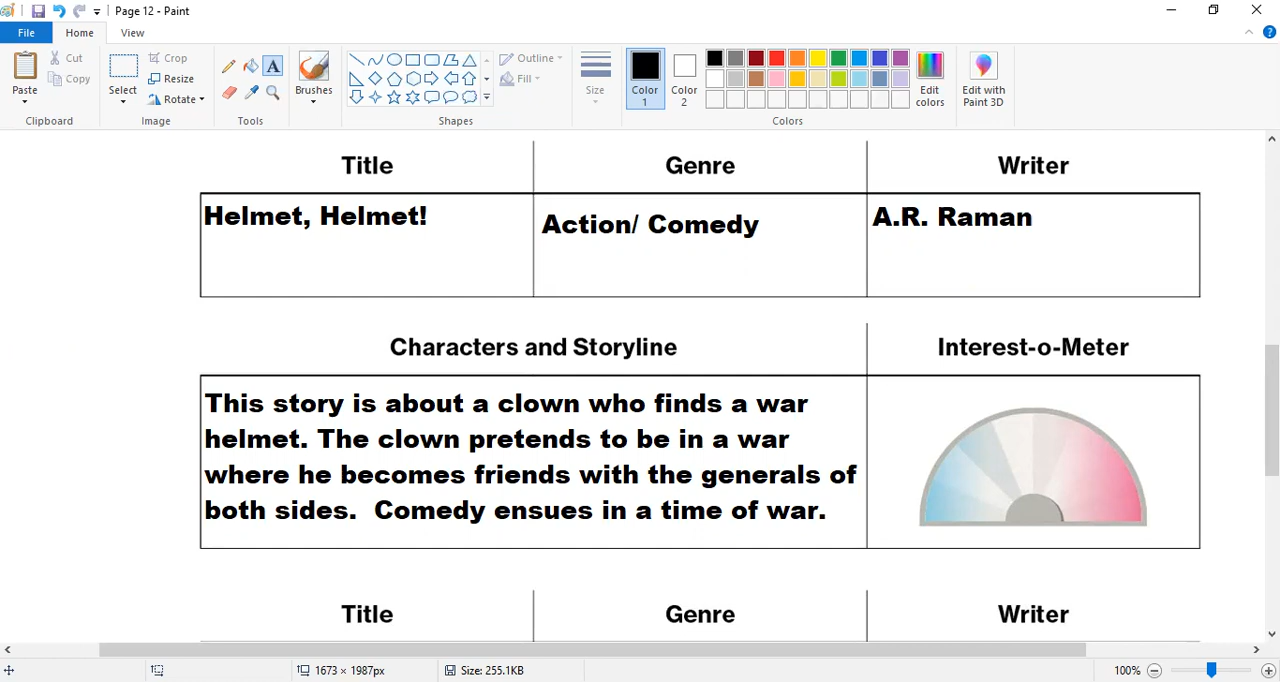 Page 12 - Paint
File Home View
Paste
Cut
Copy
Clipboard
Select
Crop
Resize
Rotate
Image
A
Tools
Brushes
Outline
Fill
Shapes
Size
Color 1
Color 2
Edit colors
Colors
Edit with Paint 3D
Title Genre Writer
Helmet, Helmet! Action/ Comedy A.R. Raman
Characters and Storyline Interest-o-Meter
This story is about a clown who finds a war
helmet. The clown pretends to be in a war
where he becomes friends with the generals of
both sides.  Comedy ensues in a time of war.
Title Genre Writer
1673 × 1987px Size: 255.1KB 100%